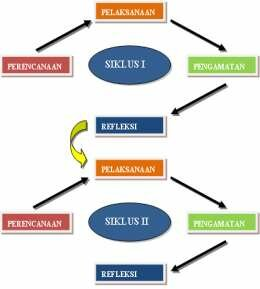 PELAKSANAAN
PERENCANAAN
SIKLUS I
PENGAMATAN
REFLEKSI
PELAKSANAAN
PERENCANAAN
SIKLUS II
PENGAMATAN
REFLEKSI